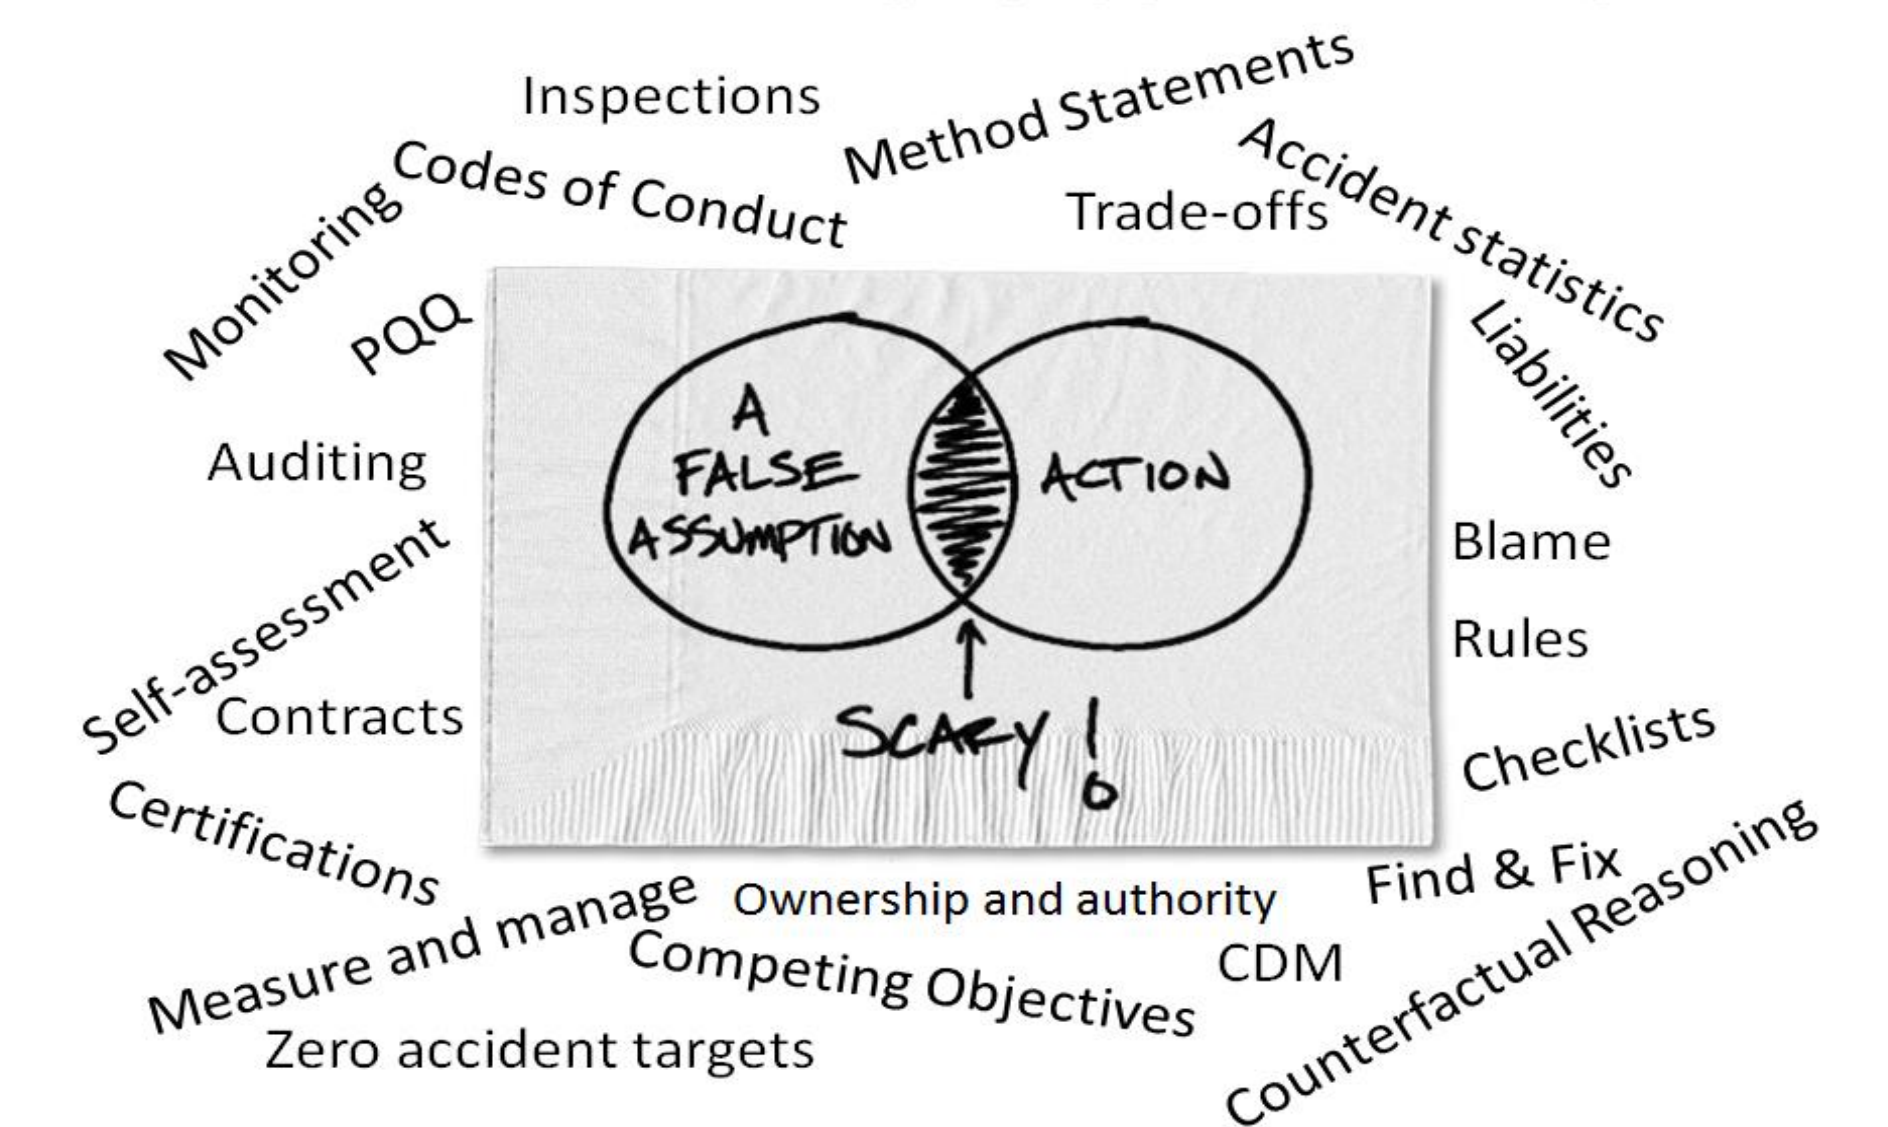 Inspections
Method Statements
Codes of Conduct
Accident statistics
Trade-offs
Monitoring
PQQ
Liabilities
A
FALSE
ASSUMPTION
ACTION
Auditing
Blame
Self-assessment
Rules
Contracts
SCARY!
Checklists
Certifications
Find & Fix
Measure and manage
Ownership and authority
Counterfactual Reasoning
Competing Objectives
CDM
Zero accident targets